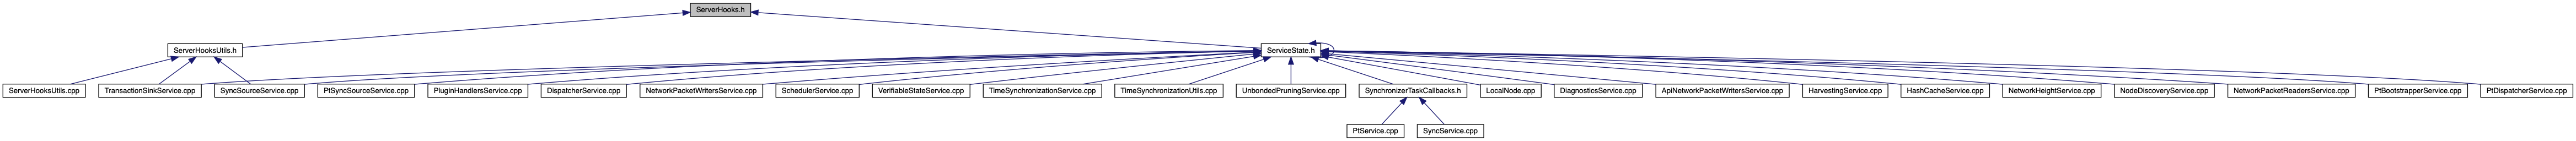 ServerHooks.h
ServerHooksUtils.h
ServiceState.h
ServerHooksUtils.cpp
TransactionSinkService.cpp
SyncSourceService.cpp
PtSyncSourceService.cpp
PluginHandlersService.cpp
DispatcherService.cpp
NetworkPacketWritersService.cpp
SchedulerService.cpp
VerifiableStateService.cpp
TimeSynchronizationService.cpp
TimeSynchronizationUtils.cpp
UnbondedPruningService.cpp
SynchronizerTaskCallbacks.h
LocalNode.cpp
DiagnosticsService.cpp
ApiNetworkPacketWritersService.cpp
HarvestingService.cpp
HashCacheService.cpp
NetworkHeightService.cpp
NodeDiscoveryService.cpp
NetworkPacketReadersService.cpp
PtBootstrapperService.cpp
PtDispatcherService.cpp
PtService.cpp
SyncService.cpp